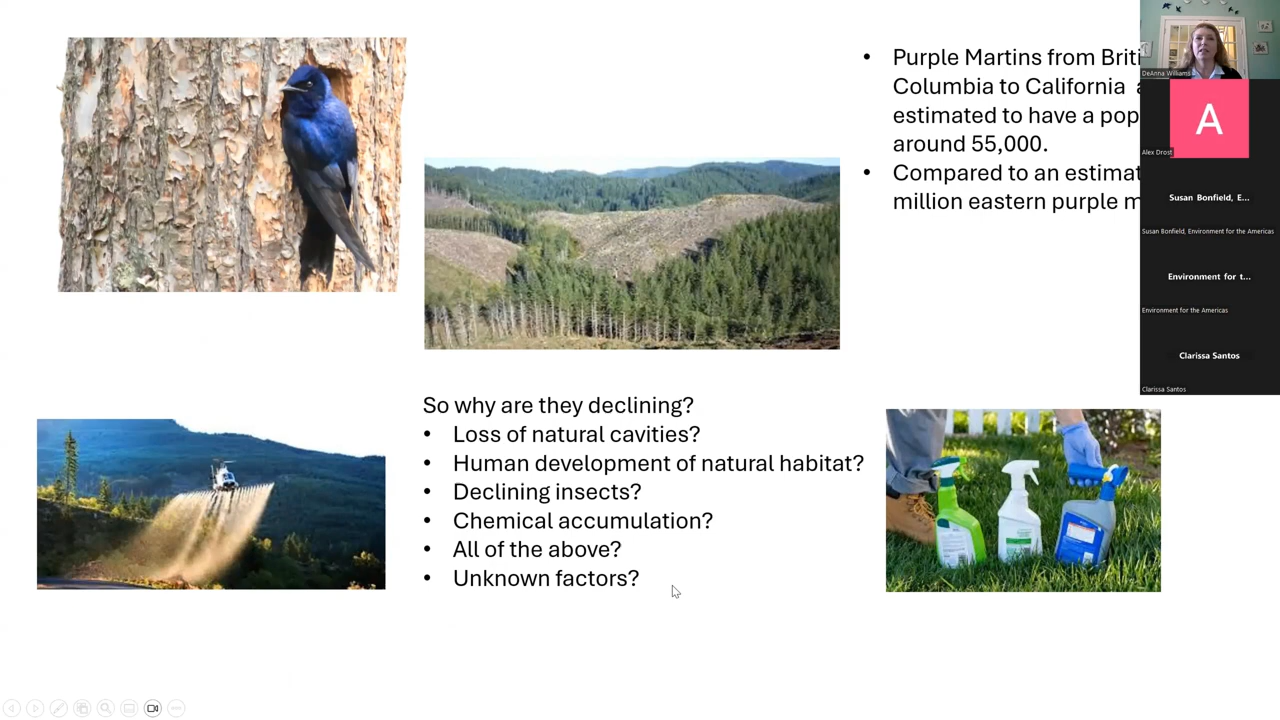 Purple Martins from Briti
Columbia to California a
estimated to have a pop
around 55,000.
Compared to an estimat
million eastern purple m
So why are they declining?
Loss of natural cavities?
Human development of natural habitat?
Declining insects?
Chemical accumulation?
All of the above?
Unknown factors?
DeAnna Williams
A
Alex Drost
Susan Bonfield, E...
Susan Bonfield, Environment for the Americas
Environment for t...
Environment for the Americas
Clarissa Santos
Clarissa Santos